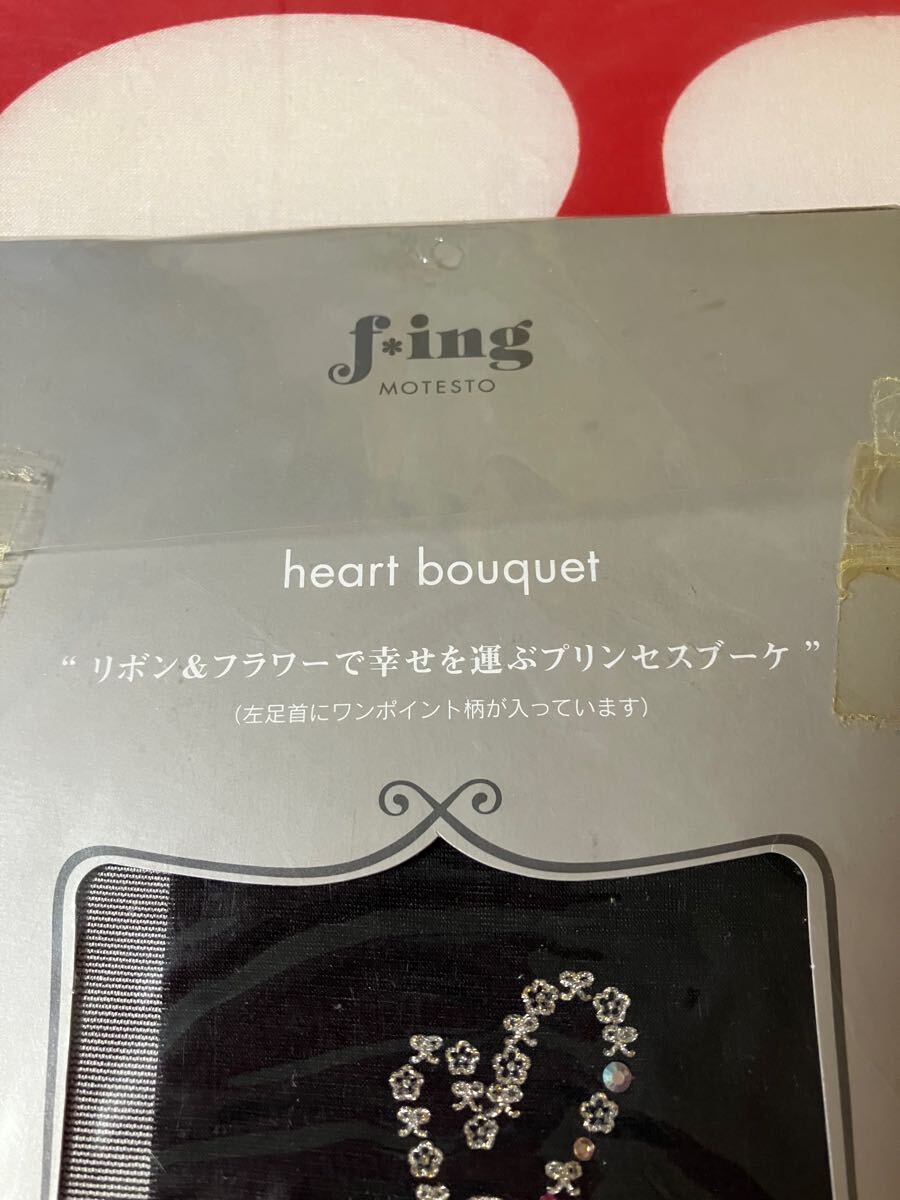 f*ing
MOTESTO
heart bouquet
“ リボン&フラワーで幸せを運ぶプリンセスブーケ ”
(左足首にワンポイント柄が入っています)